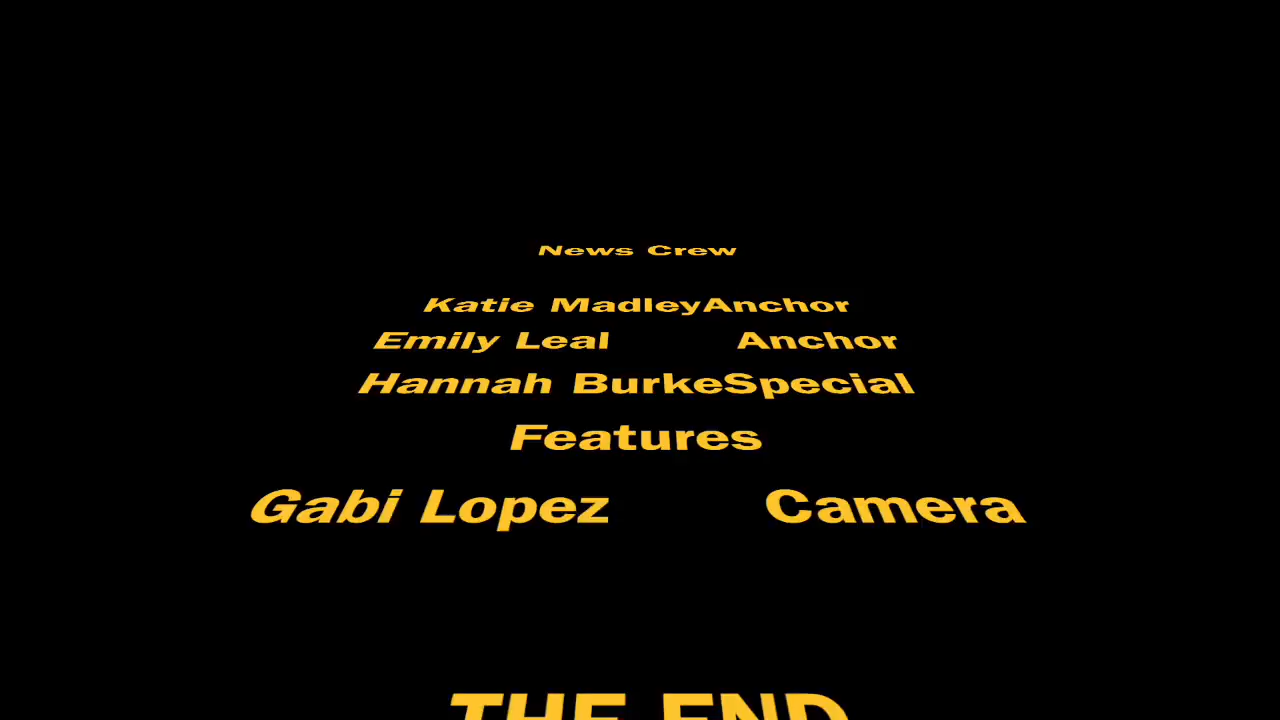 News Crew
Katie MadleyAnchor
Emily Leal Anchor
Hannah BurkeSpecial
Features
Gabi Lopez Camera
THE END